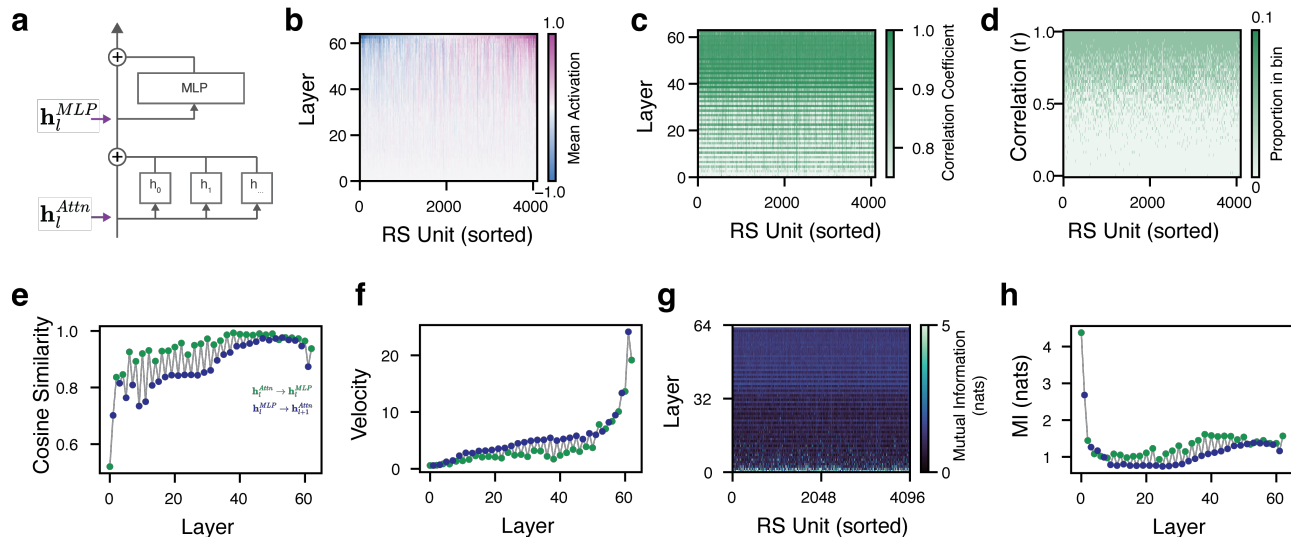 a
MLP
h_l^{MLP}
h_0
h_1
h_{...}
h_l^{Attn}
b
1.0
60
40
20
0
Layer
0
2000
4000
RS Unit (sorted)
Mean Activation
−1.0
c
60
40
20
0
Layer
0
2000
4000
RS Unit (sorted)
1.0
0.9
0.8
Correlation Coefficient
d
0.1
1.0
0.5
0.0
Correlation (r)
0
2000
4000
RS Unit (sorted)
Proportion in bin
0
e
1.0
0.8
0.6
Cosine Similarity
h_l^{Attn} → h_l^{MLP}
h_l^{MLP} → h_{l+1}^{Attn}
0
20
40
60
Layer
f
20
10
0
Velocity
0
20
40
60
Layer
g
64
32
0
Layer
0
2048
4096
RS Unit (sorted)
5
0
Mutual Information
(nats)
h
4
3
2
1
MI (nats)
0
20
40
60
Layer